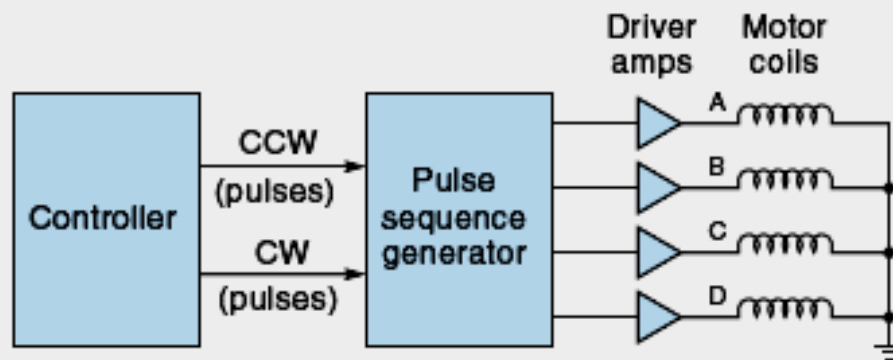 Driver
amps
Motor
coils
Controller
CCW
(pulses)
CW
(pulses)
Pulse
sequence
generator
A
B
C
D